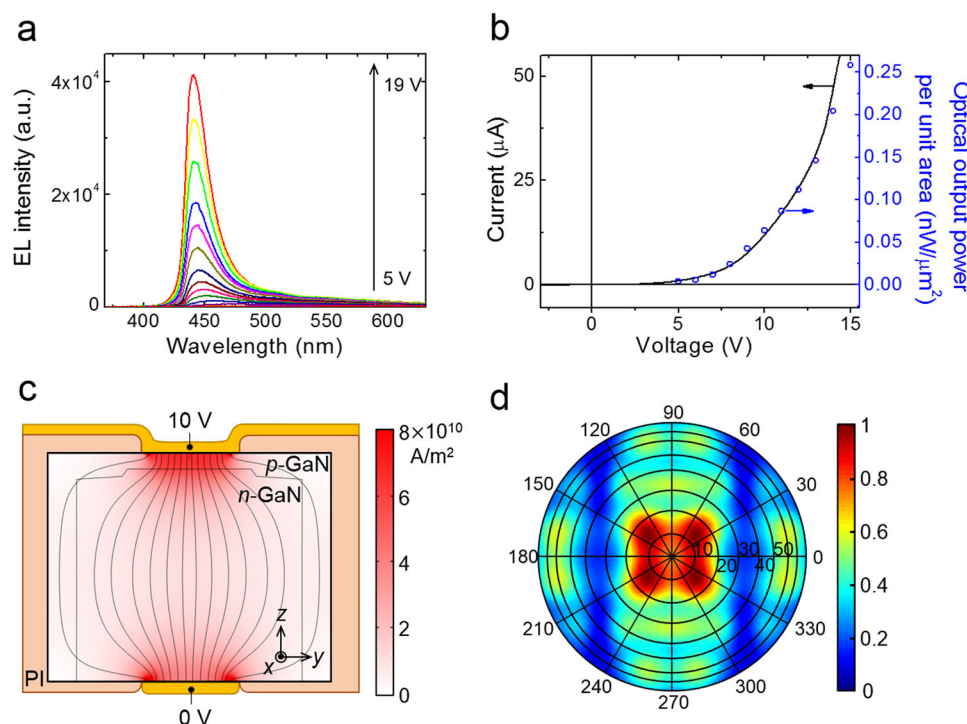 a
EL intensity (a.u.)
4x10⁴
2x10⁴
0
19 V
5 V
400 450 500 550 600
Wavelength (nm)
b
Current (μA)
50
25
0
0 5 10 15
Voltage (V)
0.25
0.20
0.15
0.10
0.05
0.00
Optical output power
per unit area (nW/μm²)
c
10 V
p-GaN
n-GaN
z
x y
PI
0 V
8×10¹⁰
A/m²
6
4
2
0
d
90
120 60
150 30
180 10 20 30 40 50 0
210 330
240 300
270
1
0.8
0.6
0.4
0.2
0